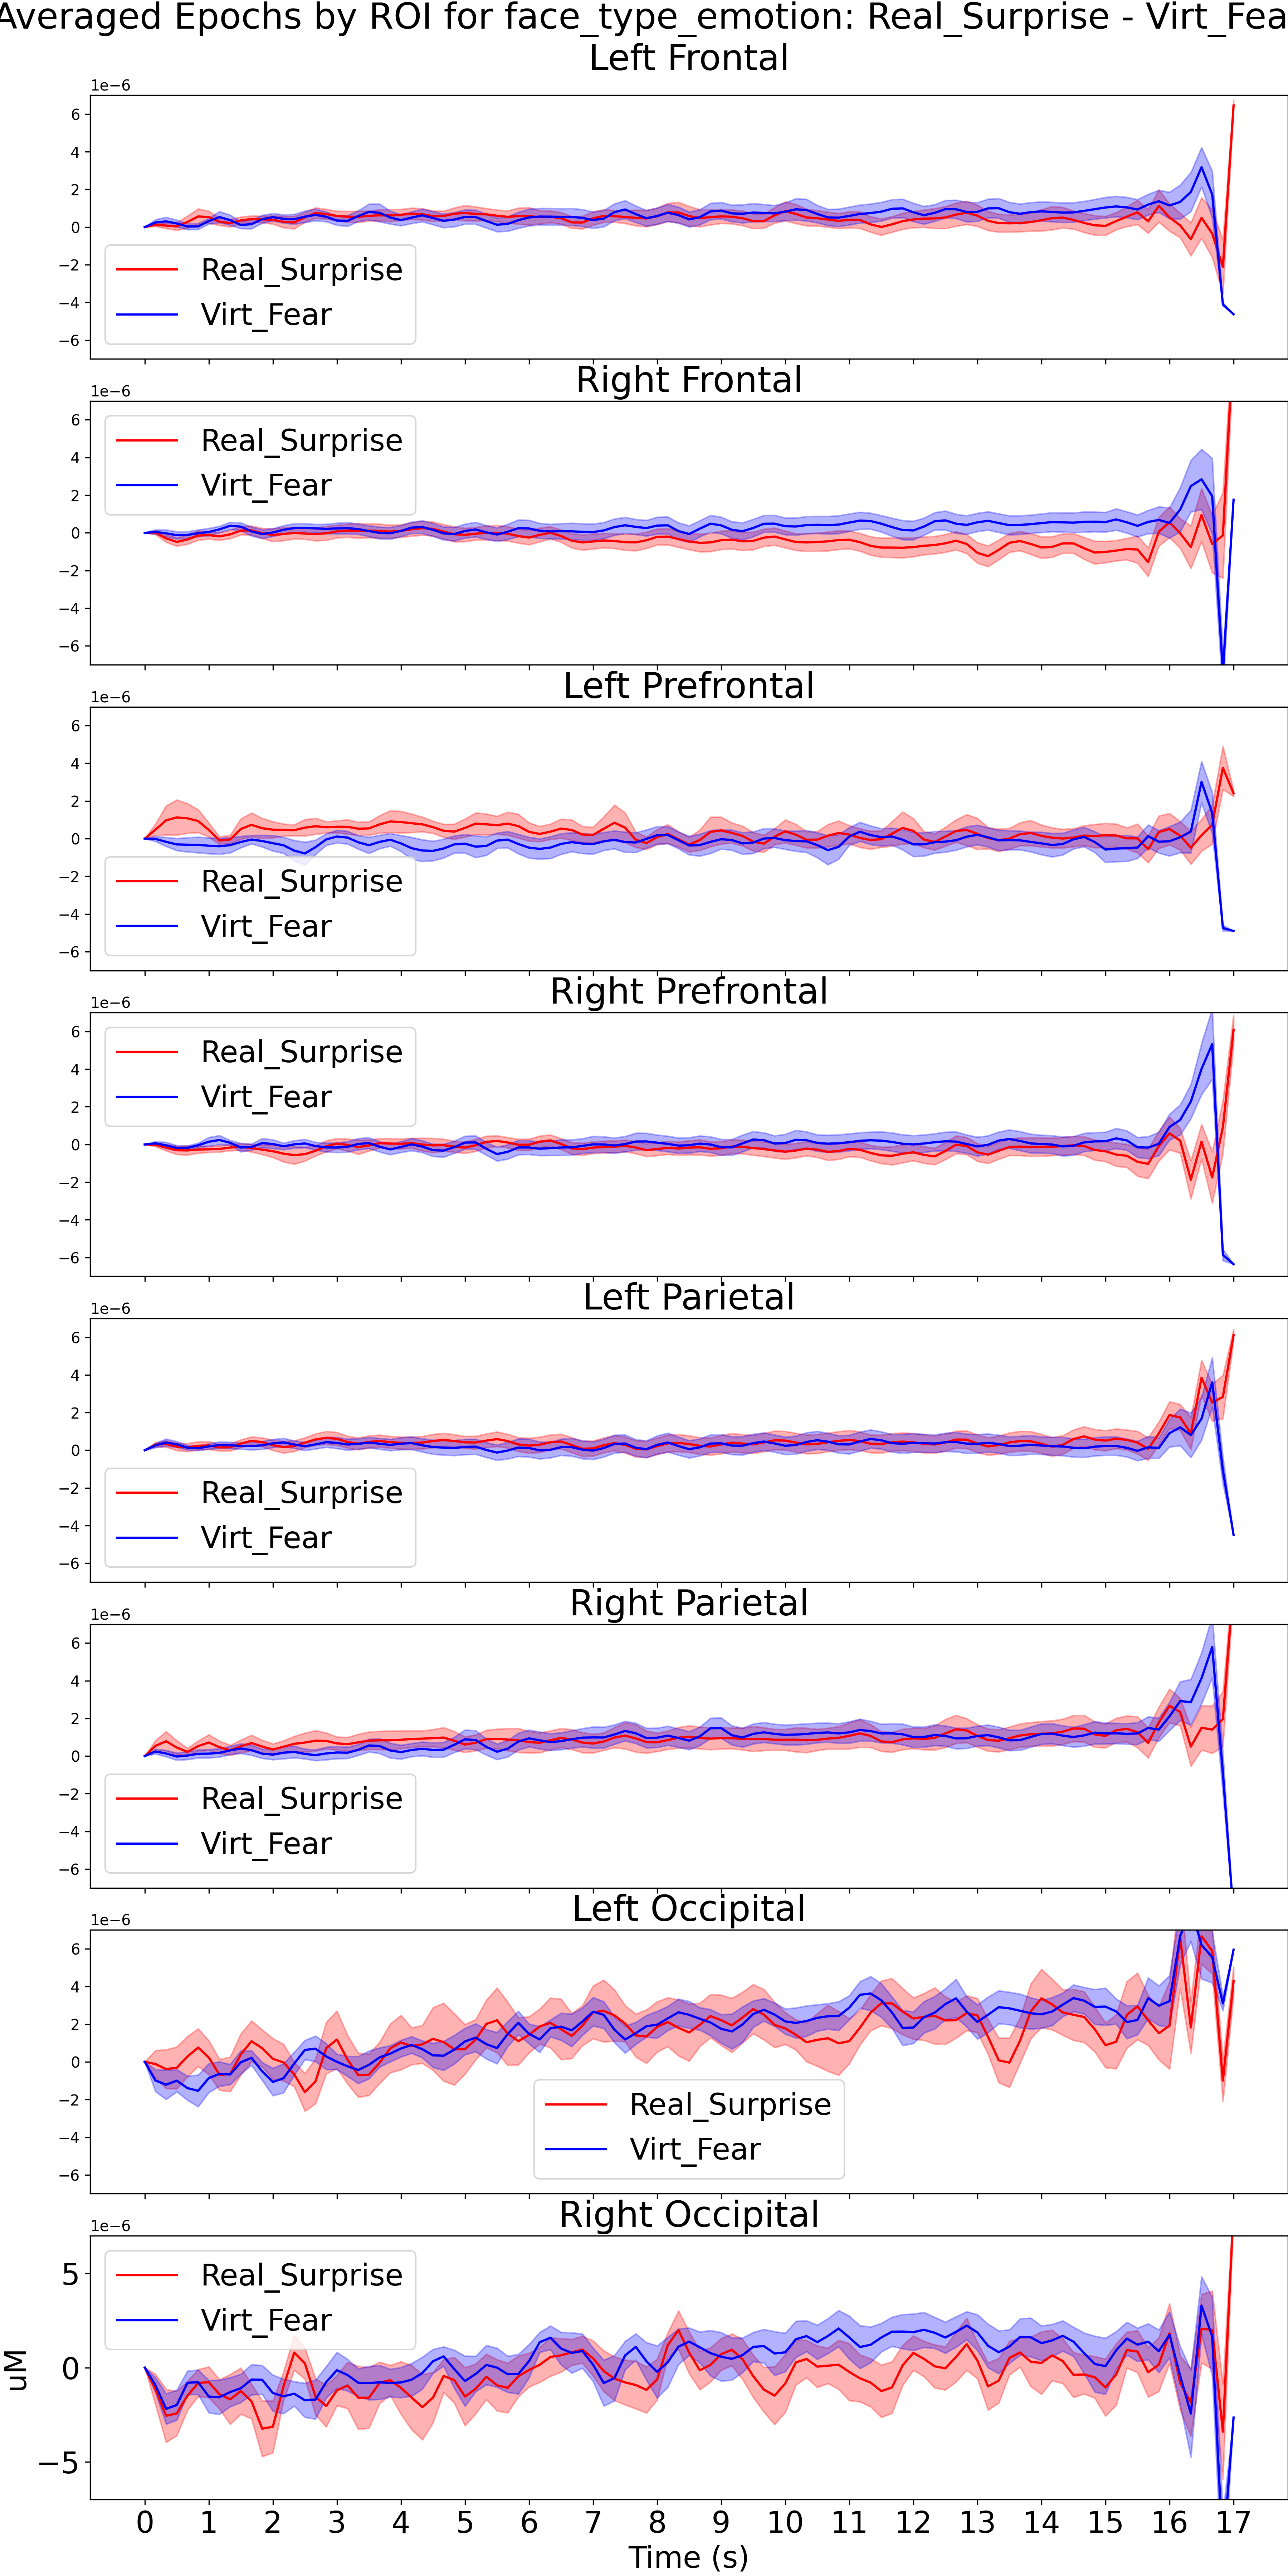 Averaged Epochs by ROI for face_type_emotion: Real_Surprise - Virt_Fea
Left Frontal
1e−6
6
4
2
0
−2
−4
−6
Real_Surprise
Virt_Fear
Right Frontal
1e−6
6
4
2
0
−2
−4
−6
Real_Surprise
Virt_Fear
Left Prefrontal
1e−6
6
4
2
0
−2
−4
−6
Real_Surprise
Virt_Fear
Right Prefrontal
1e−6
6
4
2
0
−2
−4
−6
Real_Surprise
Virt_Fear
Left Parietal
1e−6
6
4
2
0
−2
−4
−6
Real_Surprise
Virt_Fear
Right Parietal
1e−6
6
4
2
0
−2
−4
−6
Real_Surprise
Virt_Fear
Left Occipital
1e−6
6
4
2
0
−2
−4
−6
Real_Surprise
Virt_Fear
Right Occipital
1e−6
5
0
−5
uM
Real_Surprise
Virt_Fear
0 1 2 3 4 5 6 7 8 9 10 11 12 13 14 15 16 17
Time (s)